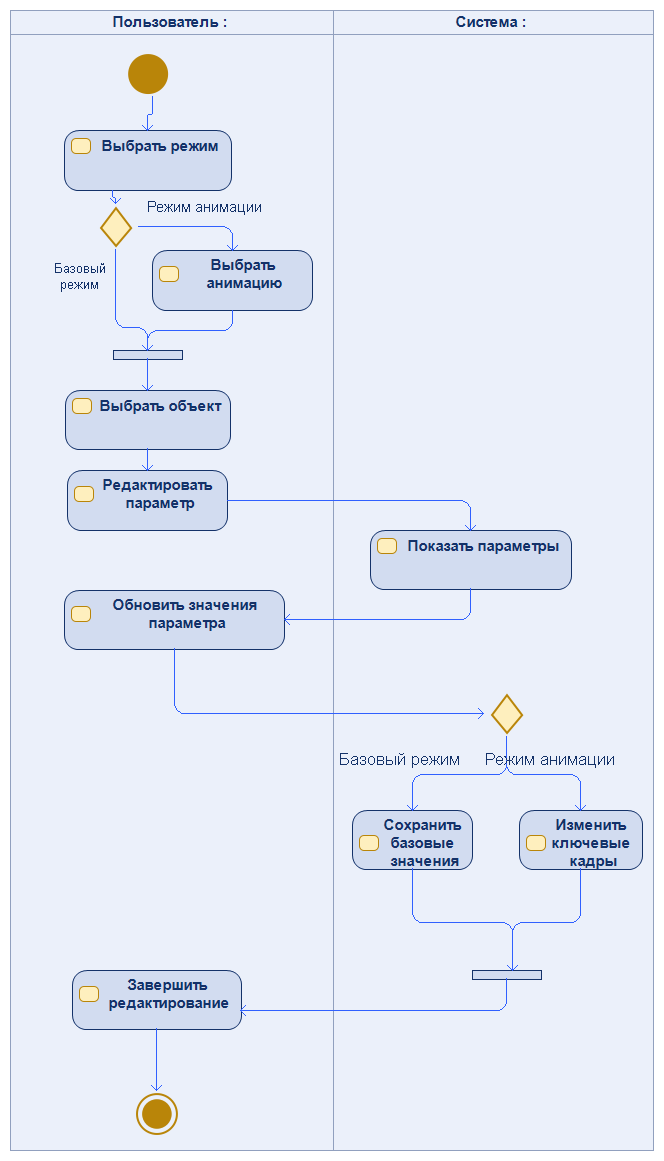 Пользователь :
Система :
Выбрать режим
Режим анимации
Базовый
режим
Выбрать
анимацию
Выбрать объект
Редактировать
параметр
Показать параметры
Обновить значения
параметра
Базовый режим
Режим анимации
Сохранить
базовые
значения
Изменить
ключевые
кадры
Завершить
редактирование